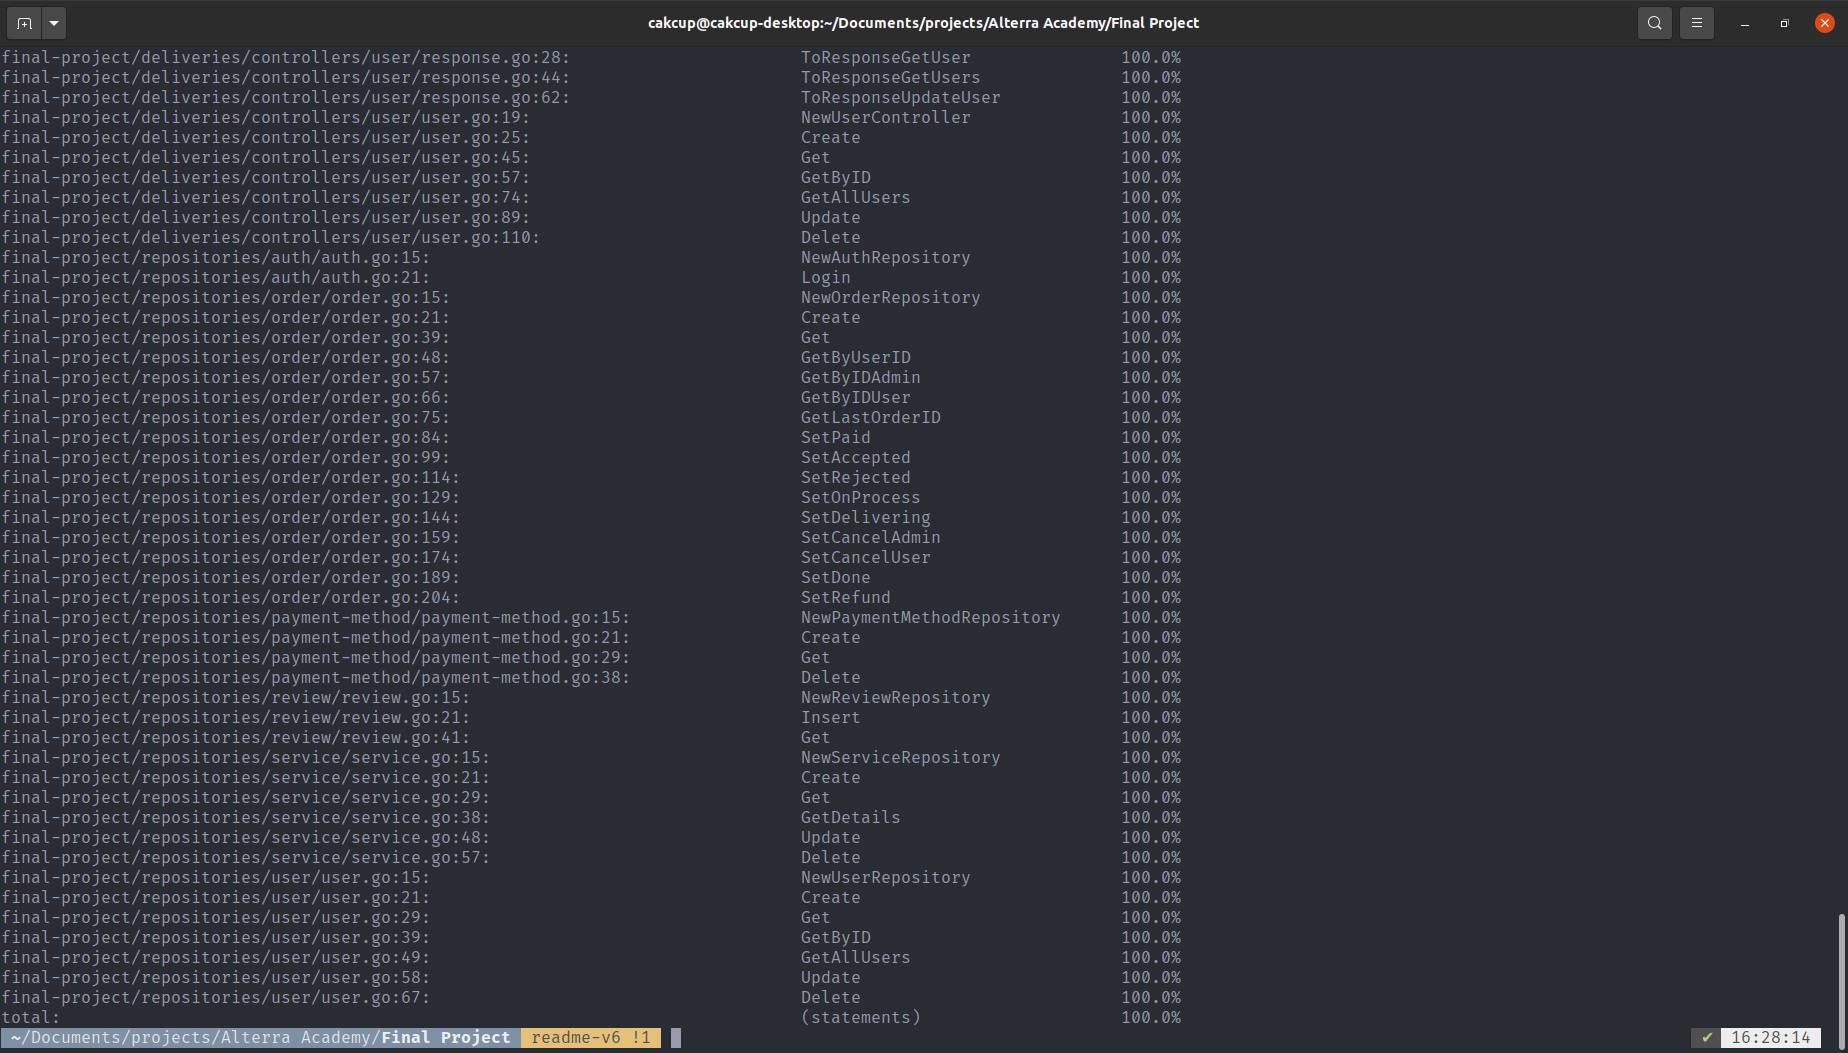 cakcup@cakcup-desktop:~/Documents/projects/Alterra Academy/Final Project
final-project/deliveries/controllers/user/response.go:28: ToResponseGetUser 100.0%
final-project/deliveries/controllers/user/response.go:44: ToResponseGetUsers 100.0%
final-project/deliveries/controllers/user/response.go:62: ToResponseUpdateUser 100.0%
final-project/deliveries/controllers/user/user.go:19: NewUserController 100.0%
final-project/deliveries/controllers/user/user.go:25: Create 100.0%
final-project/deliveries/controllers/user/user.go:45: Get 100.0%
final-project/deliveries/controllers/user/user.go:57: GetByID 100.0%
final-project/deliveries/controllers/user/user.go:74: GetAllUsers 100.0%
final-project/deliveries/controllers/user/user.go:89: Update 100.0%
final-project/deliveries/controllers/user/user.go:110: Delete 100.0%
final-project/repositories/auth/auth.go:15: NewAuthRepository 100.0%
final-project/repositories/auth/auth.go:21: Login 100.0%
final-project/repositories/order/order.go:15: NewOrderRepository 100.0%
final-project/repositories/order/order.go:21: Create 100.0%
final-project/repositories/order/order.go:39: Get 100.0%
final-project/repositories/order/order.go:48: GetByUserID 100.0%
final-project/repositories/order/order.go:57: GetByIDAdmin 100.0%
final-project/repositories/order/order.go:66: GetByIDUser 100.0%
final-project/repositories/order/order.go:75: GetLastOrderID 100.0%
final-project/repositories/order/order.go:84: SetPaid 100.0%
final-project/repositories/order/order.go:99: SetAccepted 100.0%
final-project/repositories/order/order.go:114: SetRejected 100.0%
final-project/repositories/order/order.go:129: SetOnProcess 100.0%
final-project/repositories/order/order.go:144: SetDelivering 100.0%
final-project/repositories/order/order.go:159: SetCancelAdmin 100.0%
final-project/repositories/order/order.go:174: SetCancelUser 100.0%
final-project/repositories/order/order.go:189: SetDone 100.0%
final-project/repositories/order/order.go:204: SetRefund 100.0%
final-project/repositories/payment-method/payment-method.go:15: NewPaymentMethodRepository 100.0%
final-project/repositories/payment-method/payment-method.go:21: Create 100.0%
final-project/repositories/payment-method/payment-method.go:29: Get 100.0%
final-project/repositories/payment-method/payment-method.go:38: Delete 100.0%
final-project/repositories/review/review.go:15: NewReviewRepository 100.0%
final-project/repositories/review/review.go:21: Insert 100.0%
final-project/repositories/review/review.go:41: Get 100.0%
final-project/repositories/service/service.go:15: NewServiceRepository 100.0%
final-project/repositories/service/service.go:21: Create 100.0%
final-project/repositories/service/service.go:29: Get 100.0%
final-project/repositories/service/service.go:38: GetDetails 100.0%
final-project/repositories/service/service.go:48: Update 100.0%
final-project/repositories/service/service.go:57: Delete 100.0%
final-project/repositories/user/user.go:15: NewUserRepository 100.0%
final-project/repositories/user/user.go:21: Create 100.0%
final-project/repositories/user/user.go:29: Get 100.0%
final-project/repositories/user/user.go:39: GetByID 100.0%
final-project/repositories/user/user.go:49: GetAllUsers 100.0%
final-project/repositories/user/user.go:58: Update 100.0%
final-project/repositories/user/user.go:67: Delete 100.0%
total: (statements) 100.0%
~/Documents/projects/Alterra Academy/Final Project readme-v6 !1 ✔ 16:28:14